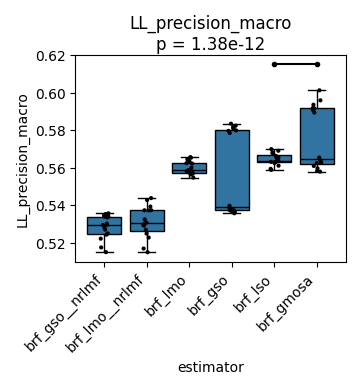 LL_precision_macro
p = 1.38e-12
LL_precision_macro
0.62
0.60
0.58
0.56
0.54
0.52
brf_gso__nrlmf
brf_lmo__nrlmf
brf_lmo
brf_gso
brf_lso
brf_gmosa
estimator